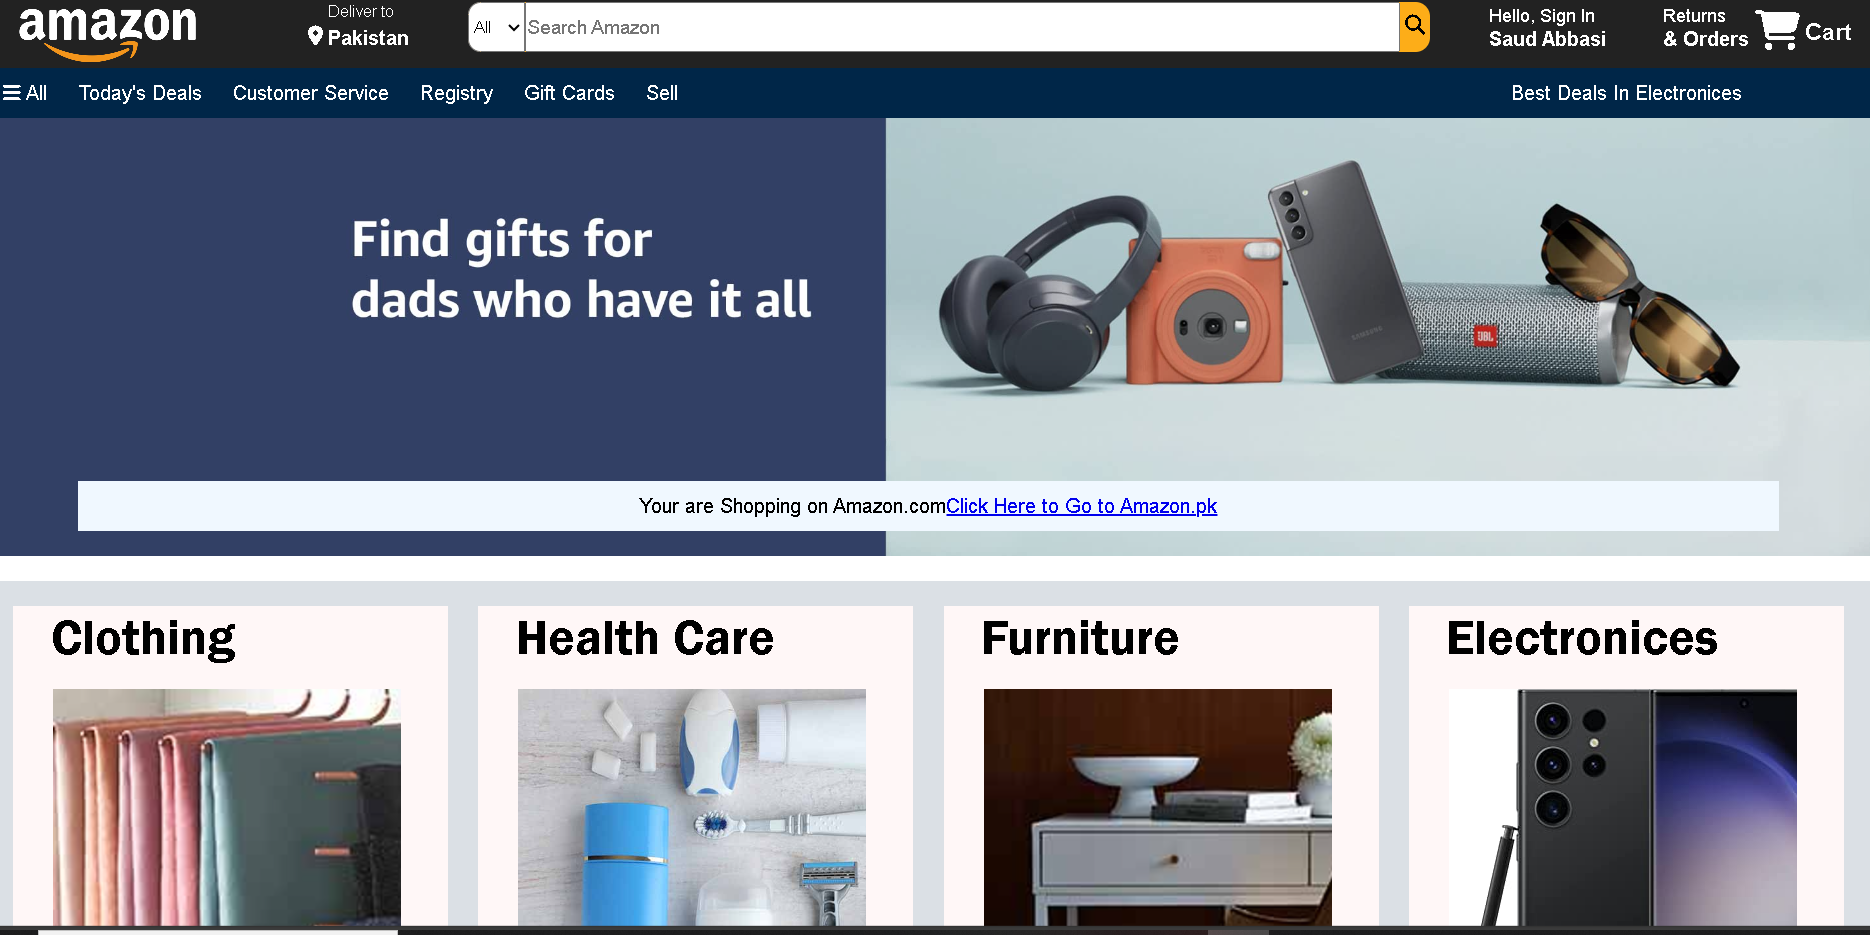 amazon
Deliver to
Pakistan
All
Search Amazon
Hello, Sign In
Saud Abbasi
Returns
& Orders
Cart
All
Today's Deals
Customer Service
Registry
Gift Cards
Sell
Best Deals In Electronices
Find gifts for
dads who have it all
SAMSUNG
JBL
Your are Shopping on Amazon.comClick Here to Go to Amazon.pk
Clothing
Health Care
Furniture
Electronices